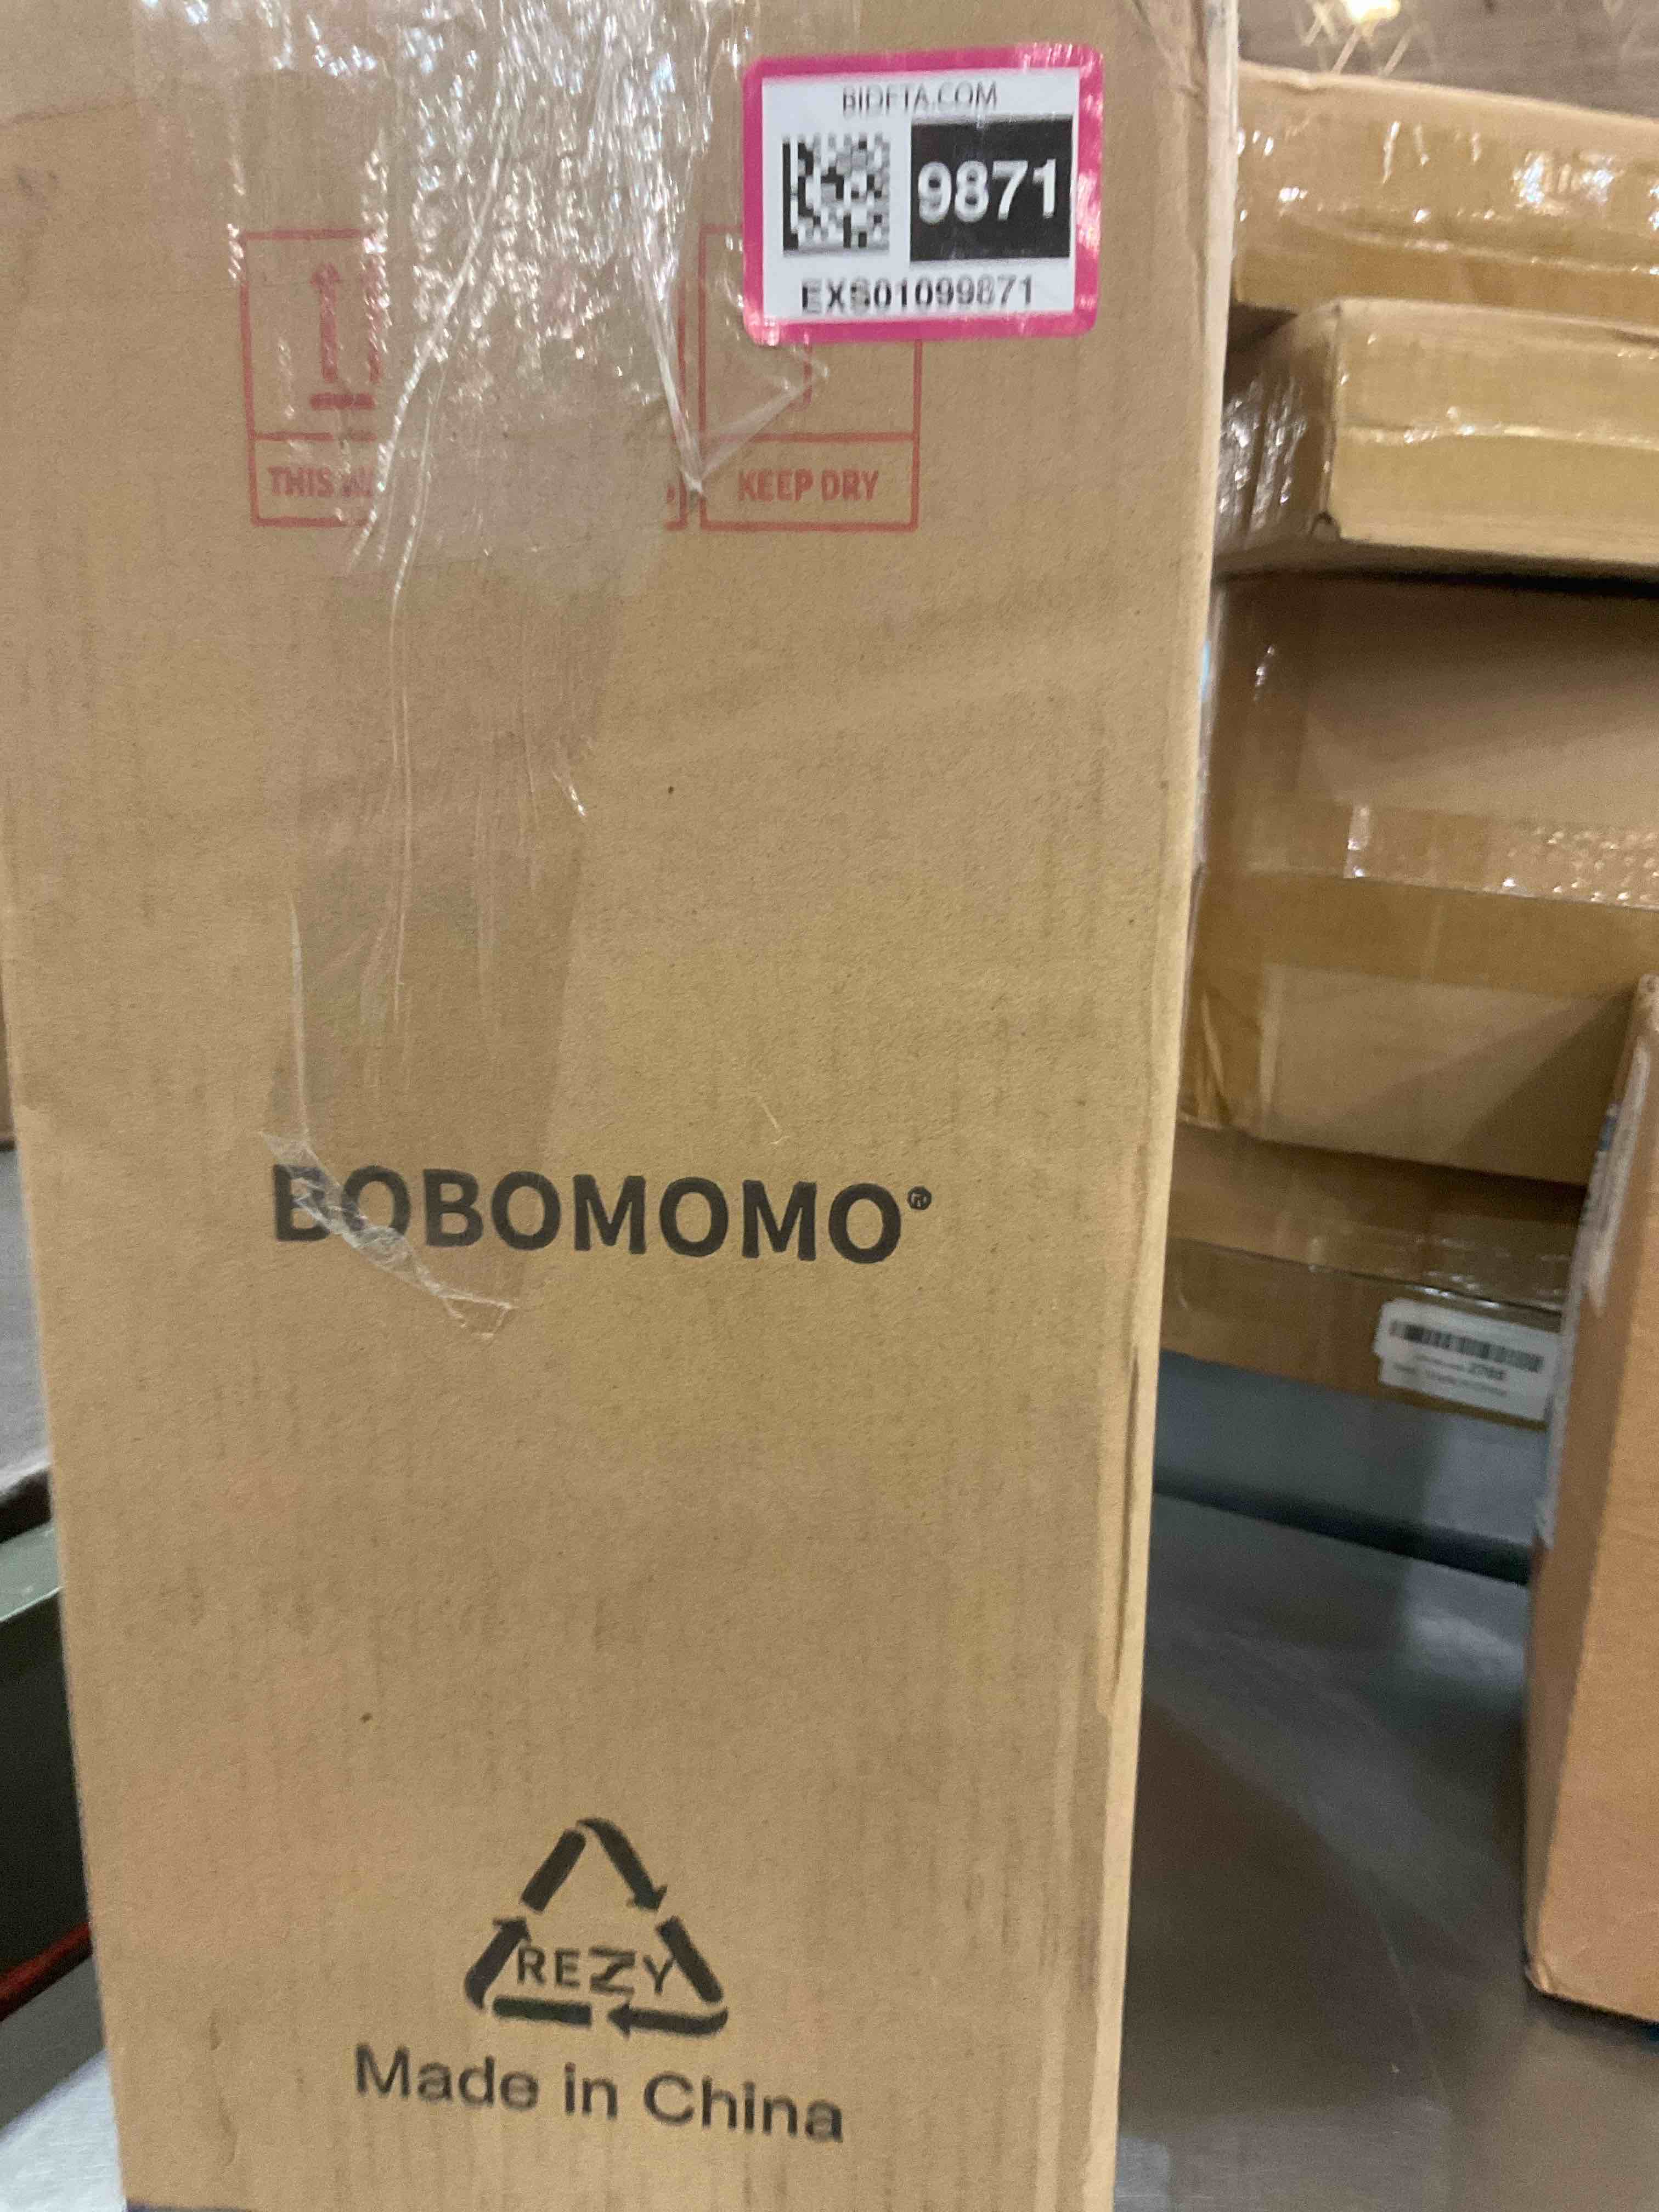 BIDFTA.COM
9871
EXS01099871
THIS
KEEP DRY
BOBOMOMO®
REZY
Made in China